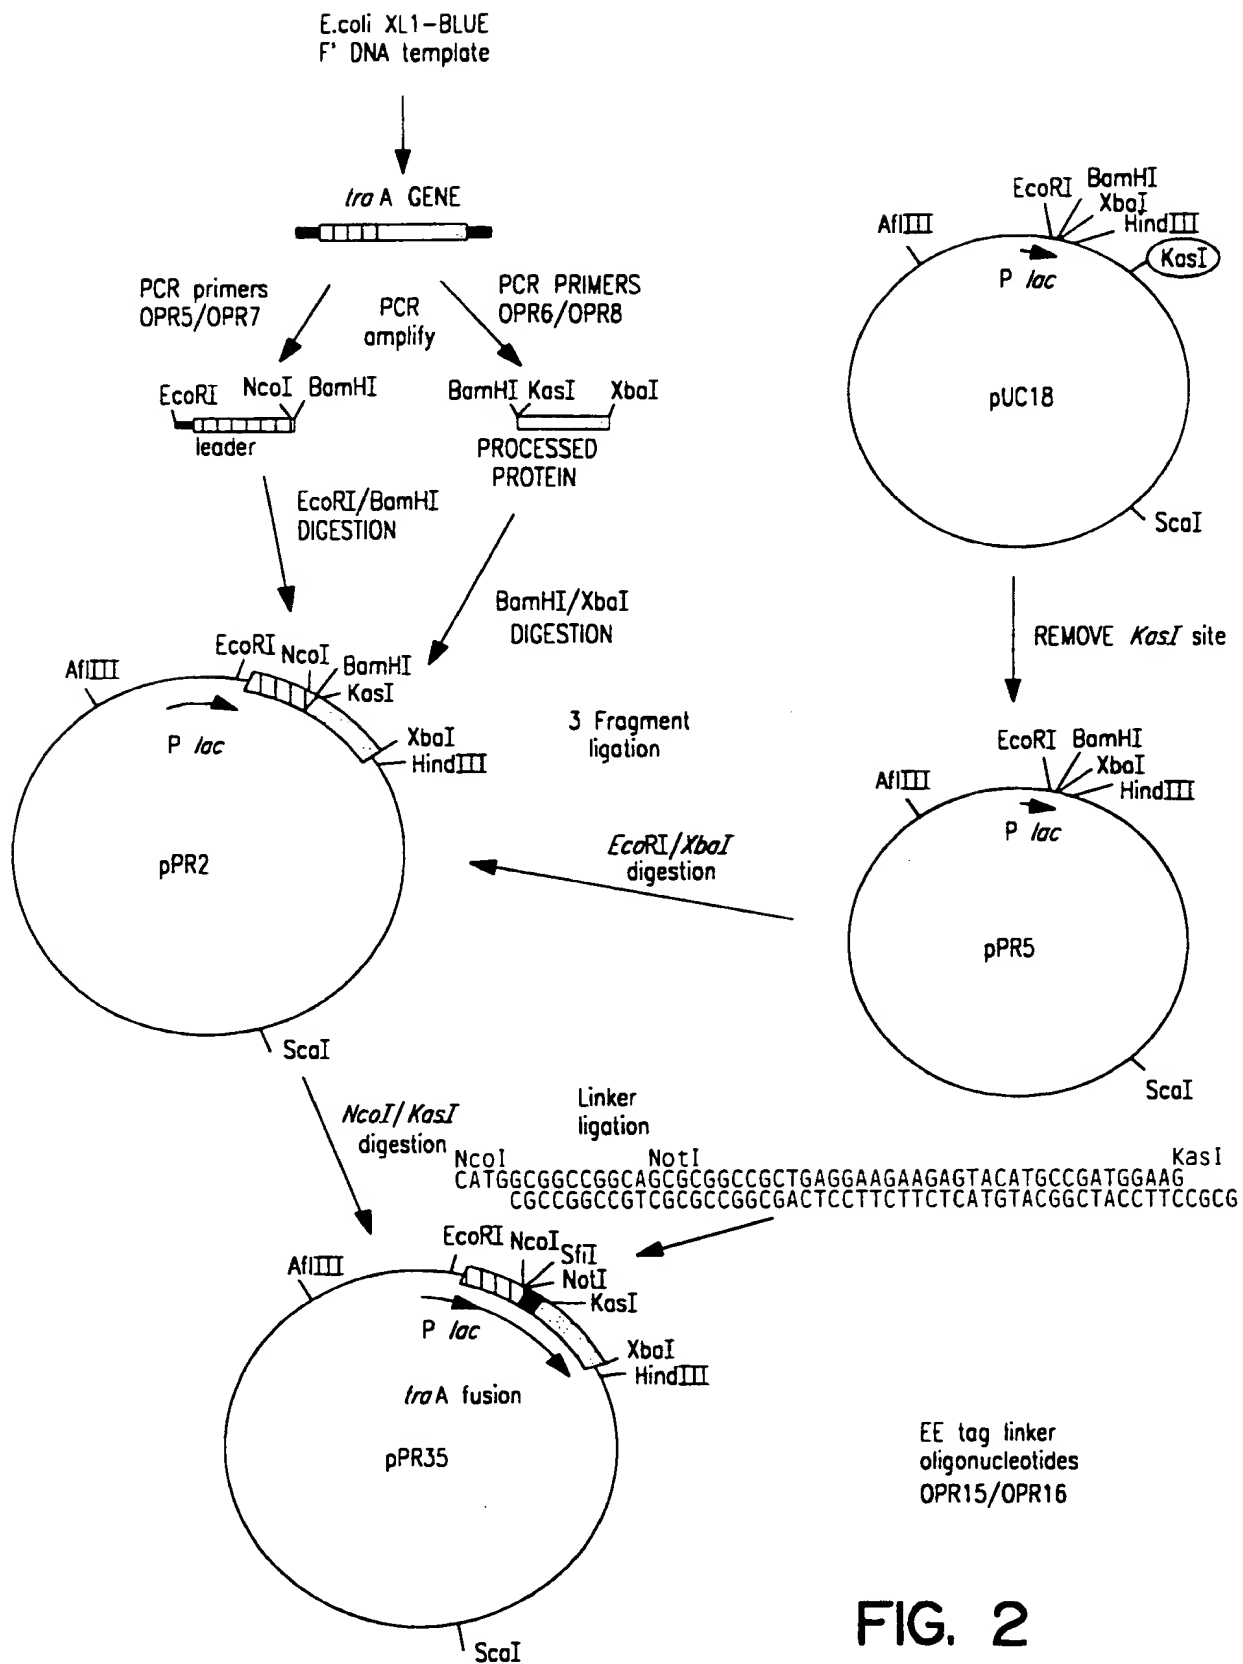 E.coli XL1-BLUE
F' DNA template
tra A GENE
PCR primers
OPR5/OPR7
PCR
amplify
PCR PRIMERS
OPR6/OPR8
EcoRI
NcoI
BamHI
leader
BamHI
KasI
XbaI
PROCESSED
PROTEIN
EcoRI/BamHI
DIGESTION
BamHI/XbaI
DIGESTION
AflIII
EcoRI
BamHI
XbaI
HindIII
KasI
P lac
pUC18
ScaI
REMOVE KasI site
AflIII
EcoRI
NcoI
BamHI
KasI
XbaI
HindIII
P lac
pPR2
ScaI
3 Fragment
ligation
EcoRI/XbaI
digestion
AflIII
EcoRI
BamHI
XbaI
HindIII
P lac
pPR5
ScaI
NcoI/KasI
digestion
Linker
ligation
NcoI
NotI
KasI
CATGGCGGCCGGCAGCGCGGCCGCTGAGGAAGAAGAGTACATGCCGATGGAAG
CGCCGGCCGTCGCGCCGGCGACTCCTTCTTCTCATGTACGGCTACCTTCCGCG
AflIII
EcoRI
NcoI
SfiI
NotI
KasI
XbaI
HindIII
P lac
tra A fusion
pPR35
ScaI
EE tag linker
oligonucleotides
OPR15/OPR16
FIG. 2